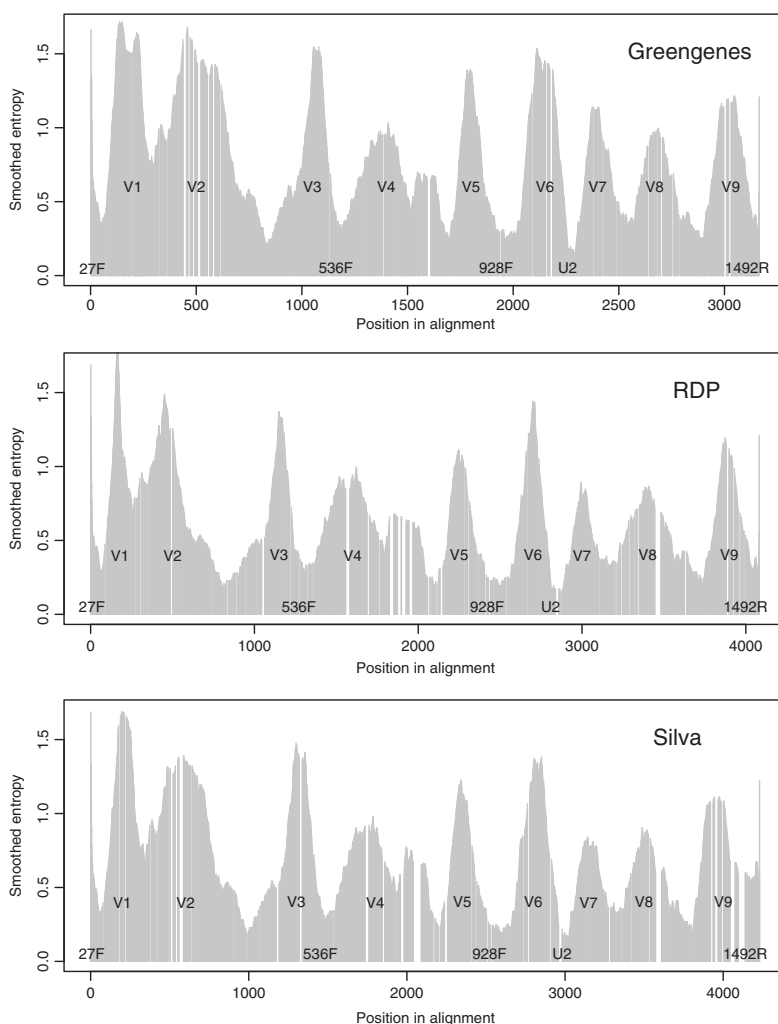 Greengenes
Smoothed entropy
1.5
1.0
0.5
0.0
V1 V2 V3 V4 V5 V6 V7 V8 V9
27F 536F 928F U2 1492R
0 500 1000 1500 2000 2500 3000
Position in alignment
RDP
Smoothed entropy
1.5
1.0
0.5
0.0
V1 V2 V3 V4 V5 V6 V7 V8 V9
27F 536F 928F U2 1492R
0 1000 2000 3000 4000
Position in alignment
Silva
Smoothed entropy
1.5
1.0
0.5
0.0
V1 V2 V3 V4 V5 V6 V7 V8 V9
27F 536F 928F U2 1492R
0 1000 2000 3000 4000
Position in alignment